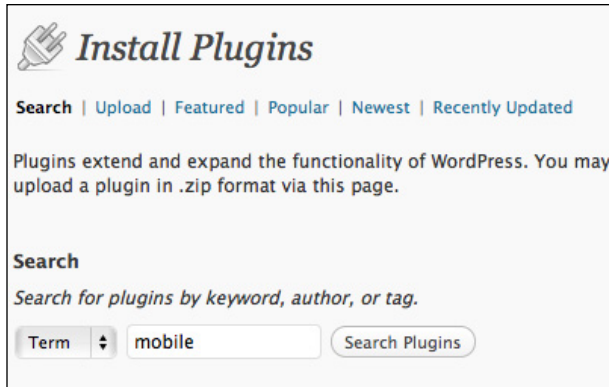 Install Plugins
Search | Upload | Featured | Popular | Newest | Recently Updated
Plugins extend and expand the functionality of WordPress. You may
upload a plugin in .zip format via this page.
Search
Search for plugins by keyword, author, or tag.
Term mobile Search Plugins